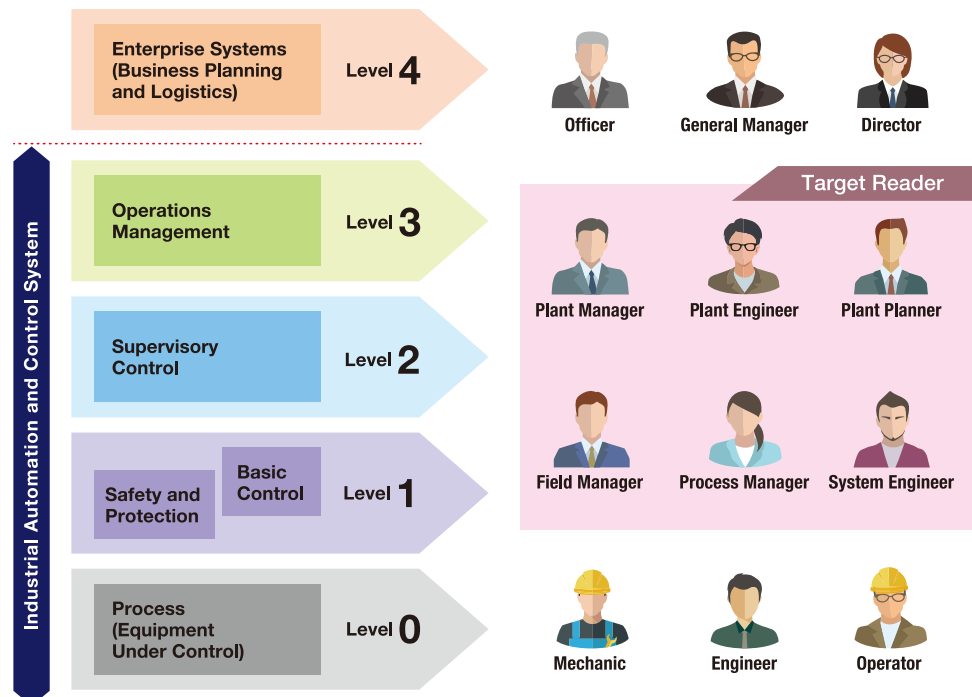 Enterprise Systems
(Business Planning
and Logistics)
Level 4
Officer
General Manager
Director
Industrial Automation and Control System
Target Reader
Operations
Management
Level 3
Plant Manager
Plant Engineer
Plant Planner
Supervisory
Control
Level 2
Field Manager
Process Manager
System Engineer
Safety and
Protection
Basic
Control
Level 1
Process
(Equipment
Under Control)
Level 0
Mechanic
Engineer
Operator